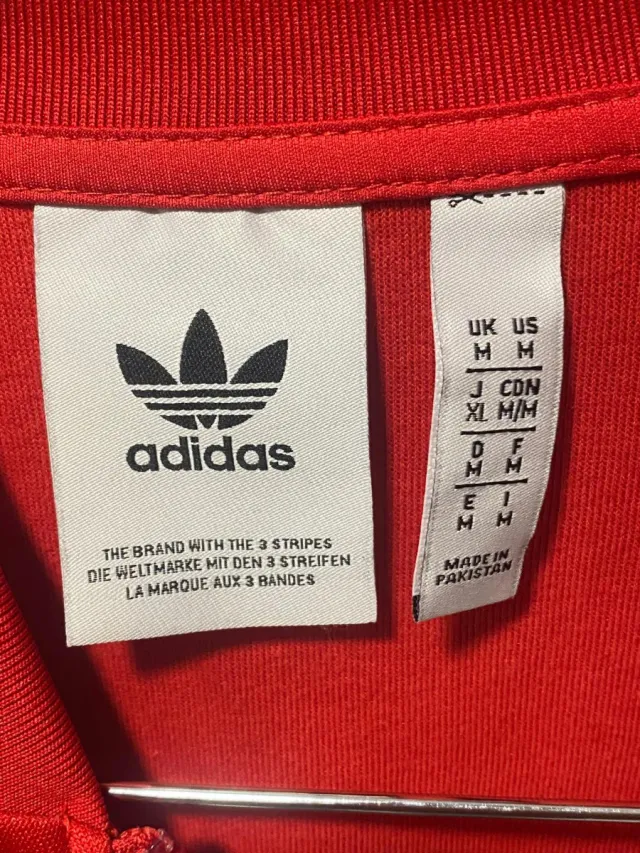 adidas
THE BRAND WITH THE 3 STRIPES
DIE WELTMARKE MIT DEN 3 STREIFEN
LA MARQUE AUX 3 BANDES
UK US
M M
J CDN
XL M/M
D F
M M
E I
M M
MADE IN
PAKISTAN